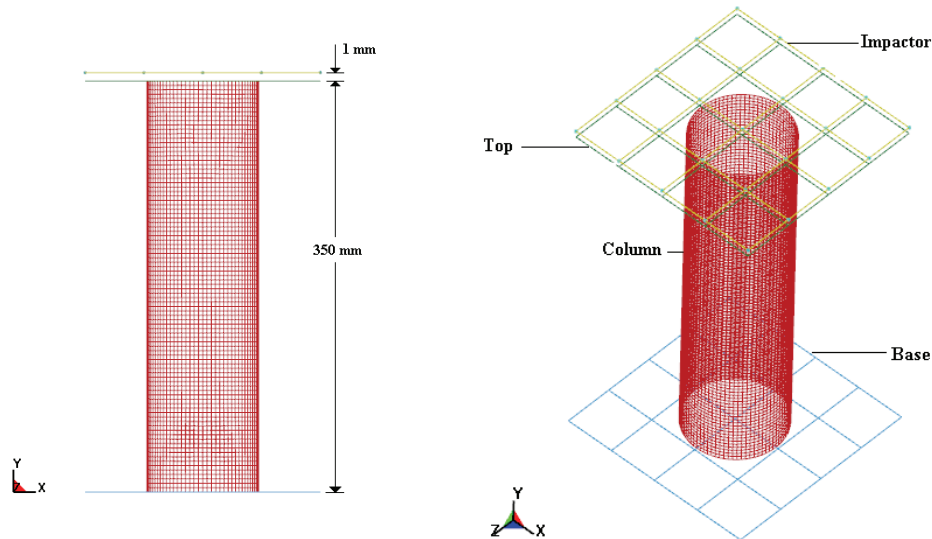 1 mm
Impactor
Top
350 mm
Column
Base
Y
Z X
Y
Z X